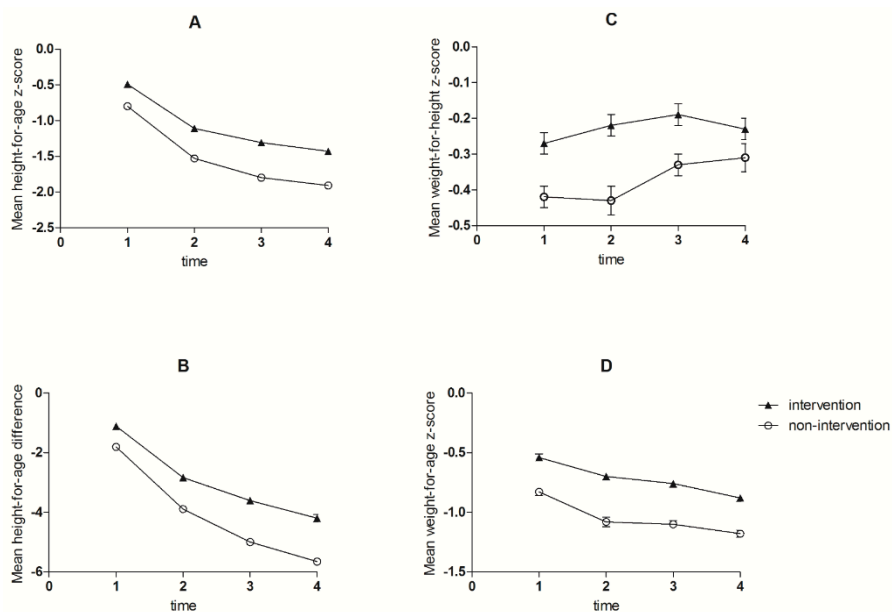 A
Mean height-for-age z-score
0.0
-0.5
-1.0
-1.5
-2.0
-2.5
0 1 2 3 4
time
C
Mean weight-for-height z-score
0.0
-0.1
-0.2
-0.3
-0.4
-0.5
0 1 2 3 4
time
B
Mean height-for-age difference
0
-2
-4
-6
0 1 2 3 4
time
D
Mean weight-for-age z-score
0.0
-0.5
-1.0
-1.5
0 1 2 3 4
time
intervention
non-intervention